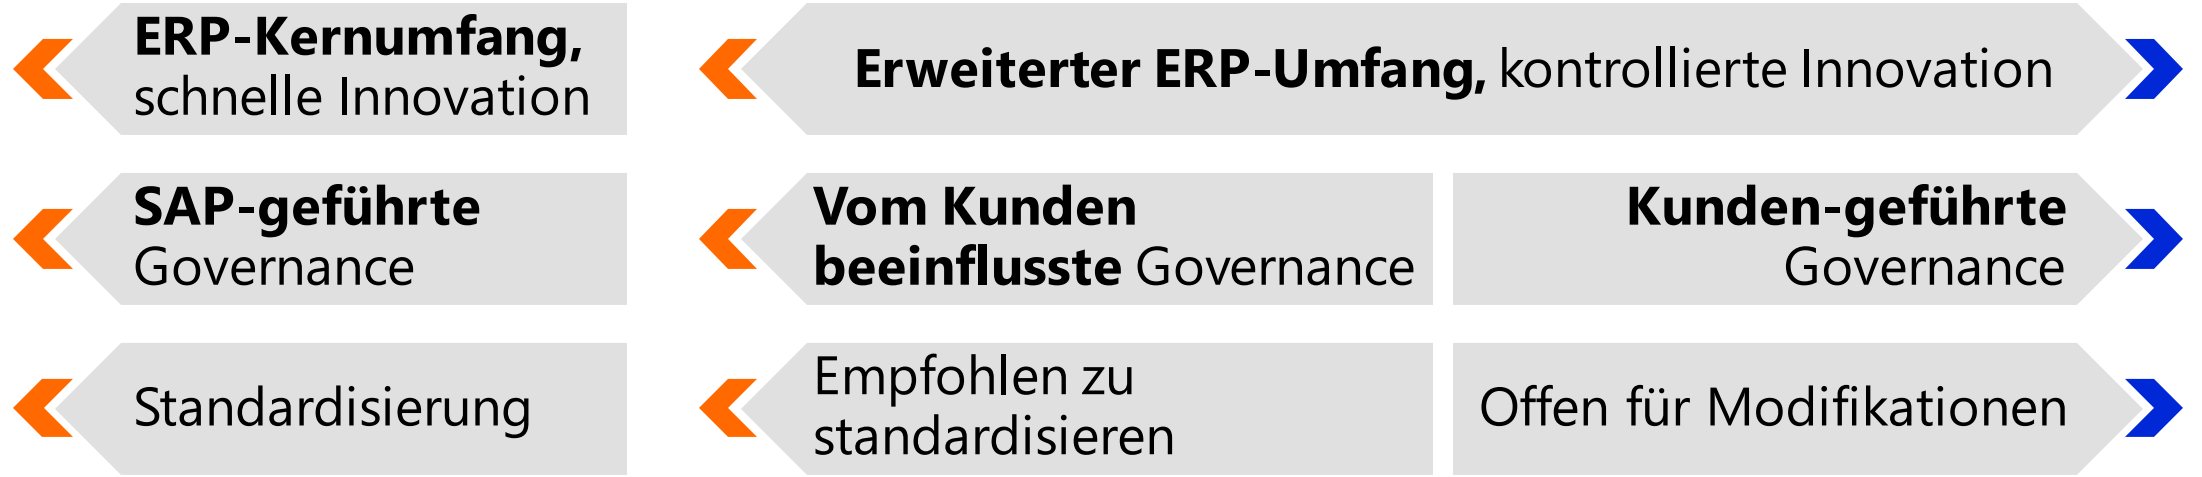 ERP-Kernumfang,
schnelle Innovation
Erweiterter ERP-Umfang, kontrollierte Innovation
SAP-geführte
Governance
Vom Kunden
beeinflusste Governance
Kunden-geführte
Governance
Standardisierung
Empfohlen zu
standardisieren
Offen für Modifikationen